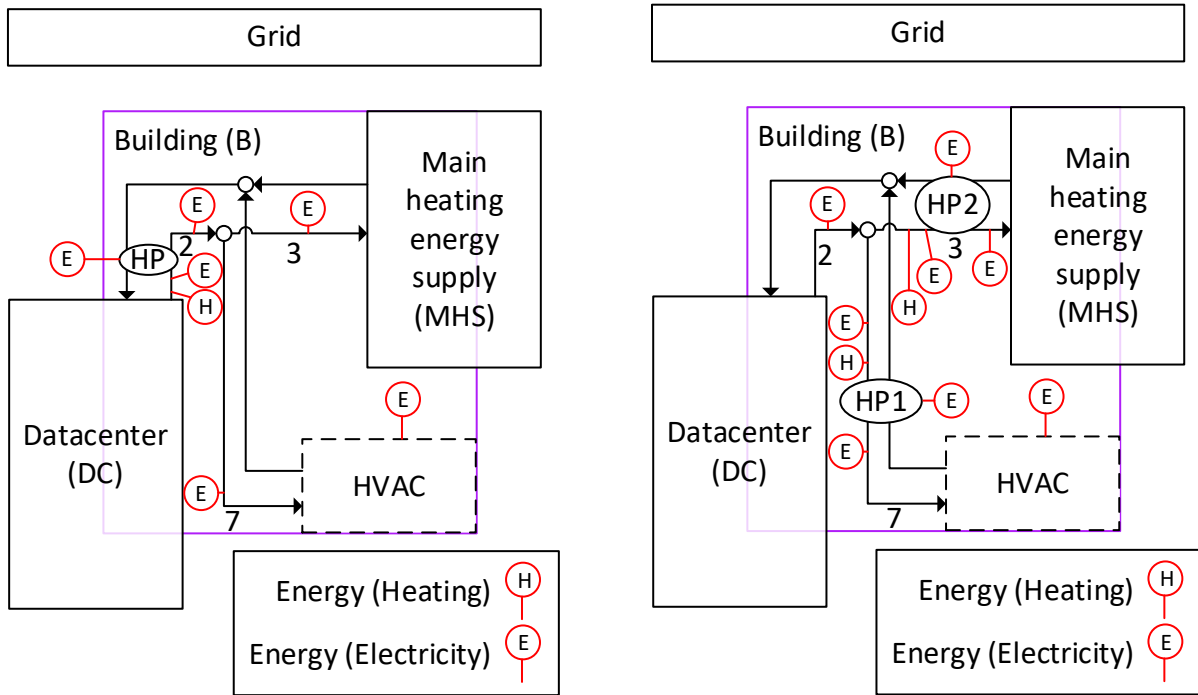 Grid
Building (B)
Main
heating
energy
supply
(MHS)
E
E
2
3
HP
E
E
H
Datacenter
(DC)
E
HVAC
E
7
Energy (Heating)
H
Energy (Electricity)
E
Grid
Building (B)
Main
heating
energy
supply
(MHS)
E
HP2
E
2
3
H
E
E
E
H
HP1
E
E
E
Datacenter
(DC)
HVAC
7
Energy (Heating)
H
Energy (Electricity)
E